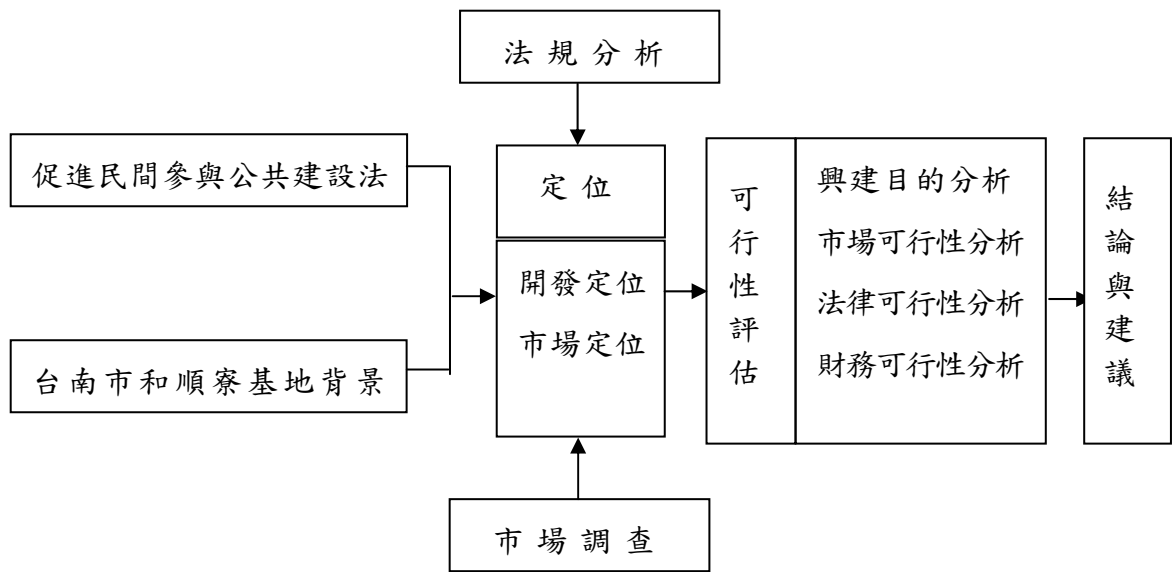 法規分析
促進民間參與公共建設法
台南市和順寮基地背景
定位
開發定位
市場定位
市場調查
可行性評估
興建目的分析
市場可行性分析
法律可行性分析
財務可行性分析
結論與建議